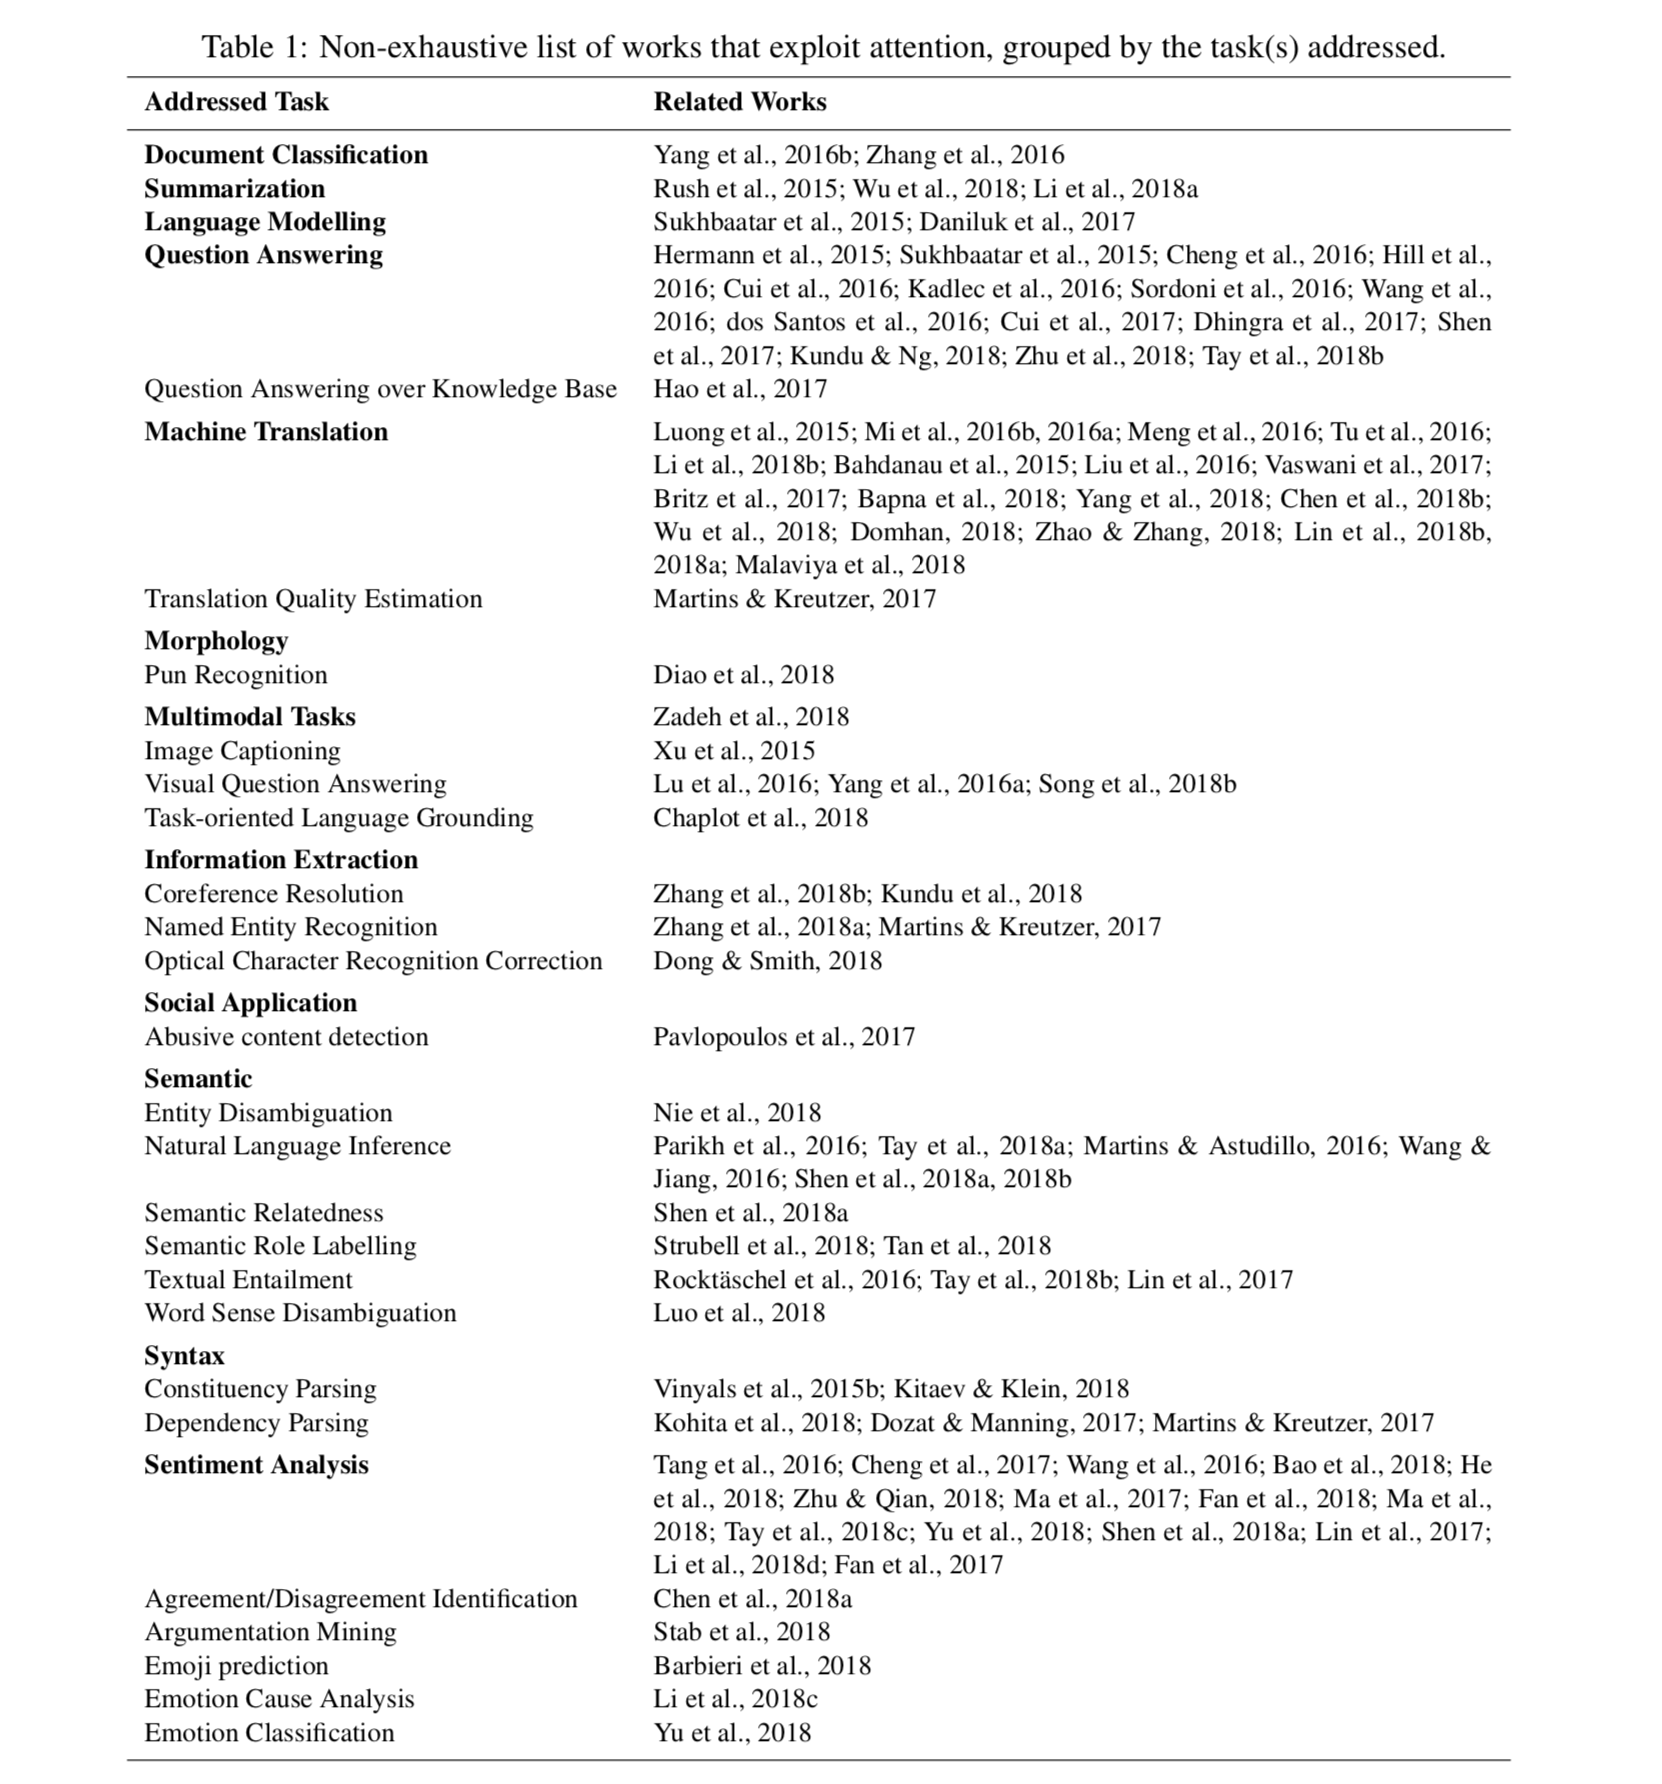 Table 1: Non-exhaustive list of works that exploit attention, grouped by the task(s) addressed.
Addressed Task Related Works
Document Classification Yang et al., 2016b; Zhang et al., 2016
Summarization Rush et al., 2015; Wu et al., 2018; Li et al., 2018a
Language Modelling Sukhbaatar et al., 2015; Daniluk et al., 2017
Question Answering Hermann et al., 2015; Sukhbaatar et al., 2015; Cheng et al., 2016; Hill et al.,
2016; Cui et al., 2016; Kadlec et al., 2016; Sordoni et al., 2016; Wang et al.,
2016; dos Santos et al., 2016; Cui et al., 2017; Dhingra et al., 2017; Shen
et al., 2017; Kundu & Ng, 2018; Zhu et al., 2018; Tay et al., 2018b
Question Answering over Knowledge Base Hao et al., 2017
Machine Translation Luong et al., 2015; Mi et al., 2016b, 2016a; Meng et al., 2016; Tu et al., 2016;
Li et al., 2018b; Bahdanau et al., 2015; Liu et al., 2016; Vaswani et al., 2017;
Britz et al., 2017; Bapna et al., 2018; Yang et al., 2018; Chen et al., 2018b;
Wu et al., 2018; Domhan, 2018; Zhao & Zhang, 2018; Lin et al., 2018b,
2018a; Malaviya et al., 2018
Translation Quality Estimation Martins & Kreutzer, 2017
Morphology
Pun Recognition Diao et al., 2018
Multimodal Tasks Zadeh et al., 2018
Image Captioning Xu et al., 2015
Visual Question Answering Lu et al., 2016; Yang et al., 2016a; Song et al., 2018b
Task-oriented Language Grounding Chaplot et al., 2018
Information Extraction
Coreference Resolution Zhang et al., 2018b; Kundu et al., 2018
Named Entity Recognition Zhang et al., 2018a; Martins & Kreutzer, 2017
Optical Character Recognition Correction Dong & Smith, 2018
Social Application
Abusive content detection Pavlopoulos et al., 2017
Semantic
Entity Disambiguation Nie et al., 2018
Natural Language Inference Parikh et al., 2016; Tay et al., 2018a; Martins & Astudillo, 2016; Wang &
Jiang, 2016; Shen et al., 2018a, 2018b
Semantic Relatedness Shen et al., 2018a
Semantic Role Labelling Strubell et al., 2018; Tan et al., 2018
Textual Entailment Rocktäschel et al., 2016; Tay et al., 2018b; Lin et al., 2017
Word Sense Disambiguation Luo et al., 2018
Syntax
Constituency Parsing Vinyals et al., 2015b; Kitaev & Klein, 2018
Dependency Parsing Kohita et al., 2018; Dozat & Manning, 2017; Martins & Kreutzer, 2017
Sentiment Analysis Tang et al., 2016; Cheng et al., 2017; Wang et al., 2016; Bao et al., 2018; He
et al., 2018; Zhu & Qian, 2018; Ma et al., 2017; Fan et al., 2018; Ma et al.,
2018; Tay et al., 2018c; Yu et al., 2018; Shen et al., 2018a; Lin et al., 2017;
Li et al., 2018d; Fan et al., 2017
Agreement/Disagreement Identification Chen et al., 2018a
Argumentation Mining Stab et al., 2018
Emoji prediction Barbieri et al., 2018
Emotion Cause Analysis Li et al., 2018c
Emotion Classification Yu et al., 2018